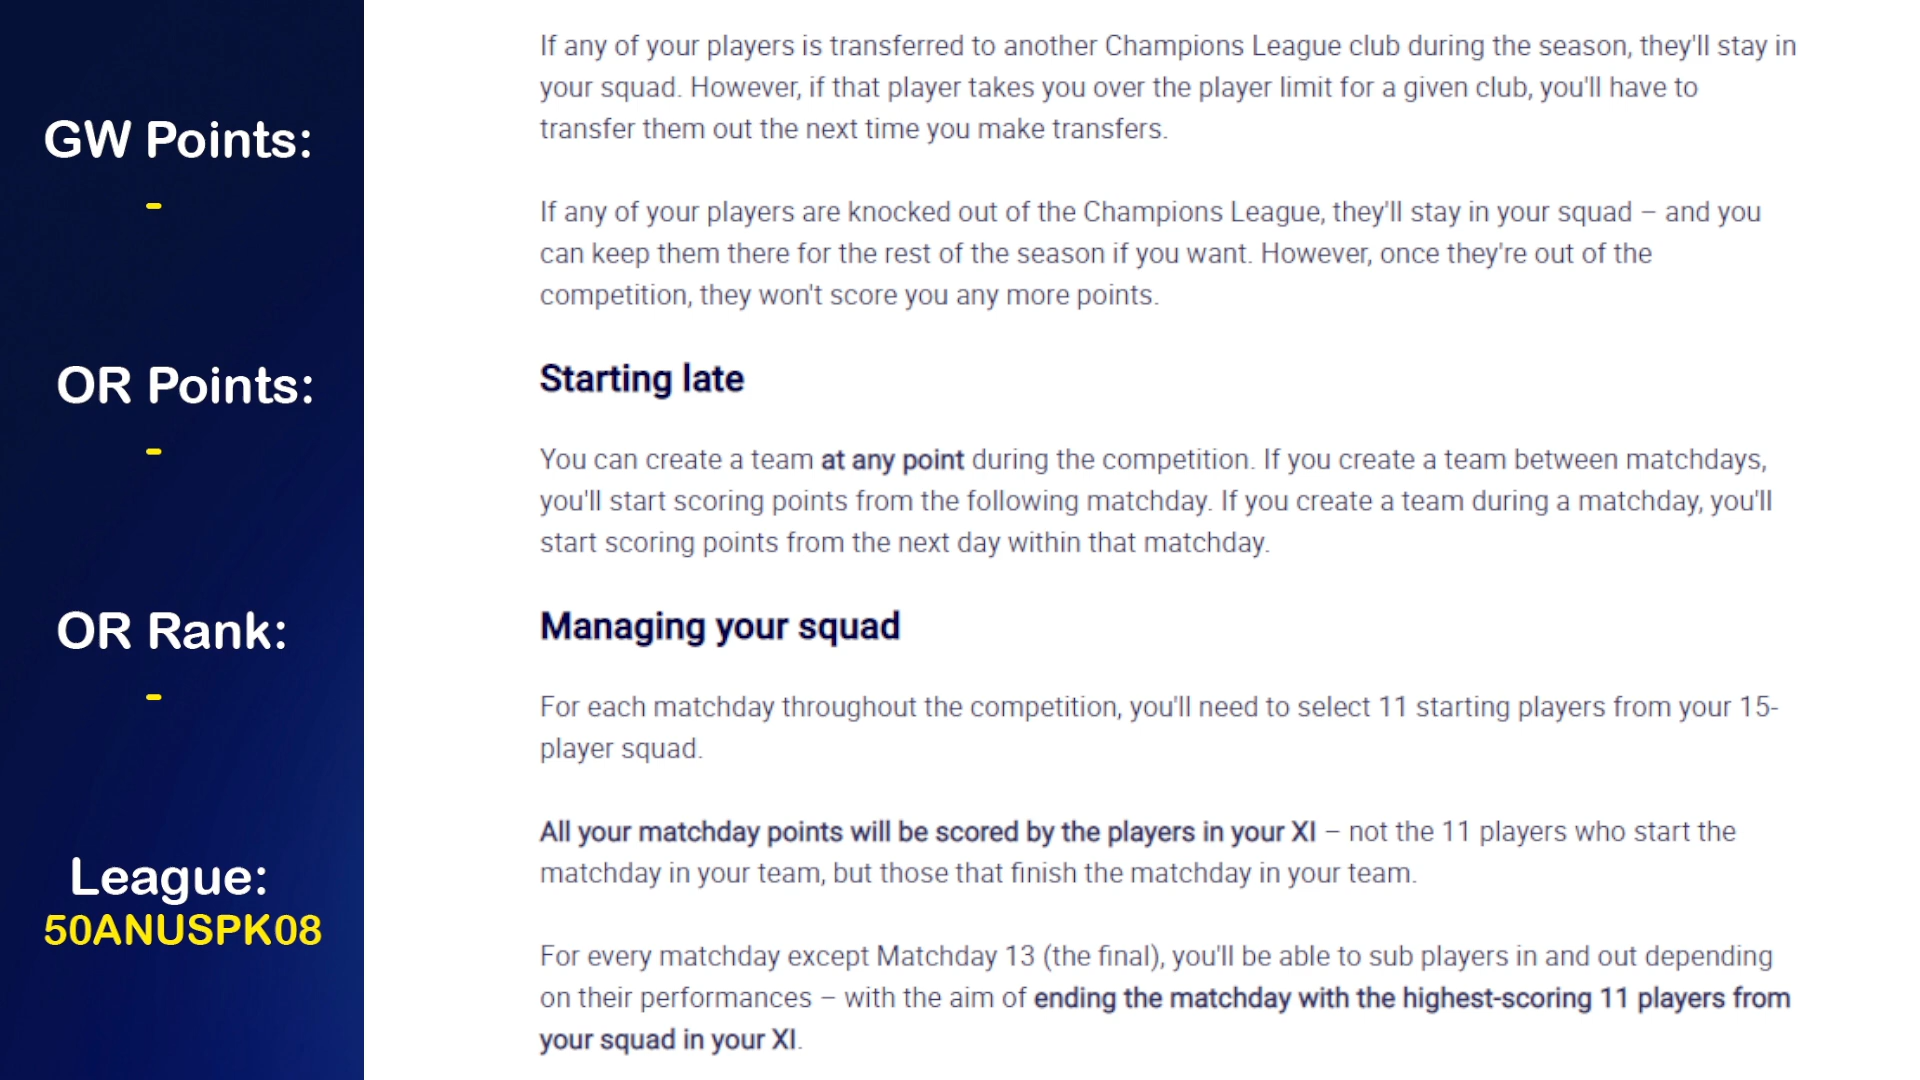 GW Points:
-
OR Points:
-
OR Rank:
-
League:
50ANUSPK08
If any of your players is transferred to another Champions League club during the season, they'll stay in
your squad. However, if that player takes you over the player limit for a given club, you'll have to
transfer them out the next time you make transfers.
If any of your players are knocked out of the Champions League, they'll stay in your squad – and you
can keep them there for the rest of the season if you want. However, once they're out of the
competition, they won't score you any more points.
Starting late
You can create a team at any point during the competition. If you create a team between matchdays,
you'll start scoring points from the following matchday. If you create a team during a matchday, you'll
start scoring points from the next day within that matchday.
Managing your squad
For each matchday throughout the competition, you'll need to select 11 starting players from your 15-
player squad.
All your matchday points will be scored by the players in your XI – not the 11 players who start the
matchday in your team, but those that finish the matchday in your team.
For every matchday except Matchday 13 (the final), you'll be able to sub players in and out depending
on their performances – with the aim of ending the matchday with the highest-scoring 11 players from
your squad in your XI.